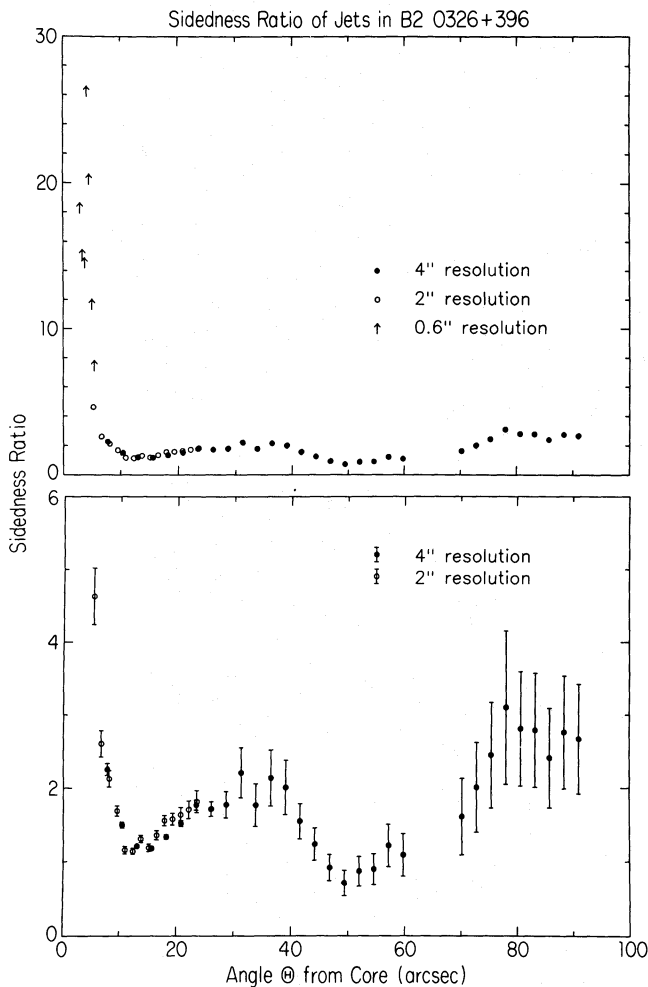 Sidedness Ratio of Jets in B2 0326+396
30
20
10
0
4" resolution
2" resolution
0.6" resolution
Sidedness Ratio
6
4
2
0
4" resolution
2" resolution
0 20 40 60 80 100
Angle Θ from Core (arcsec)